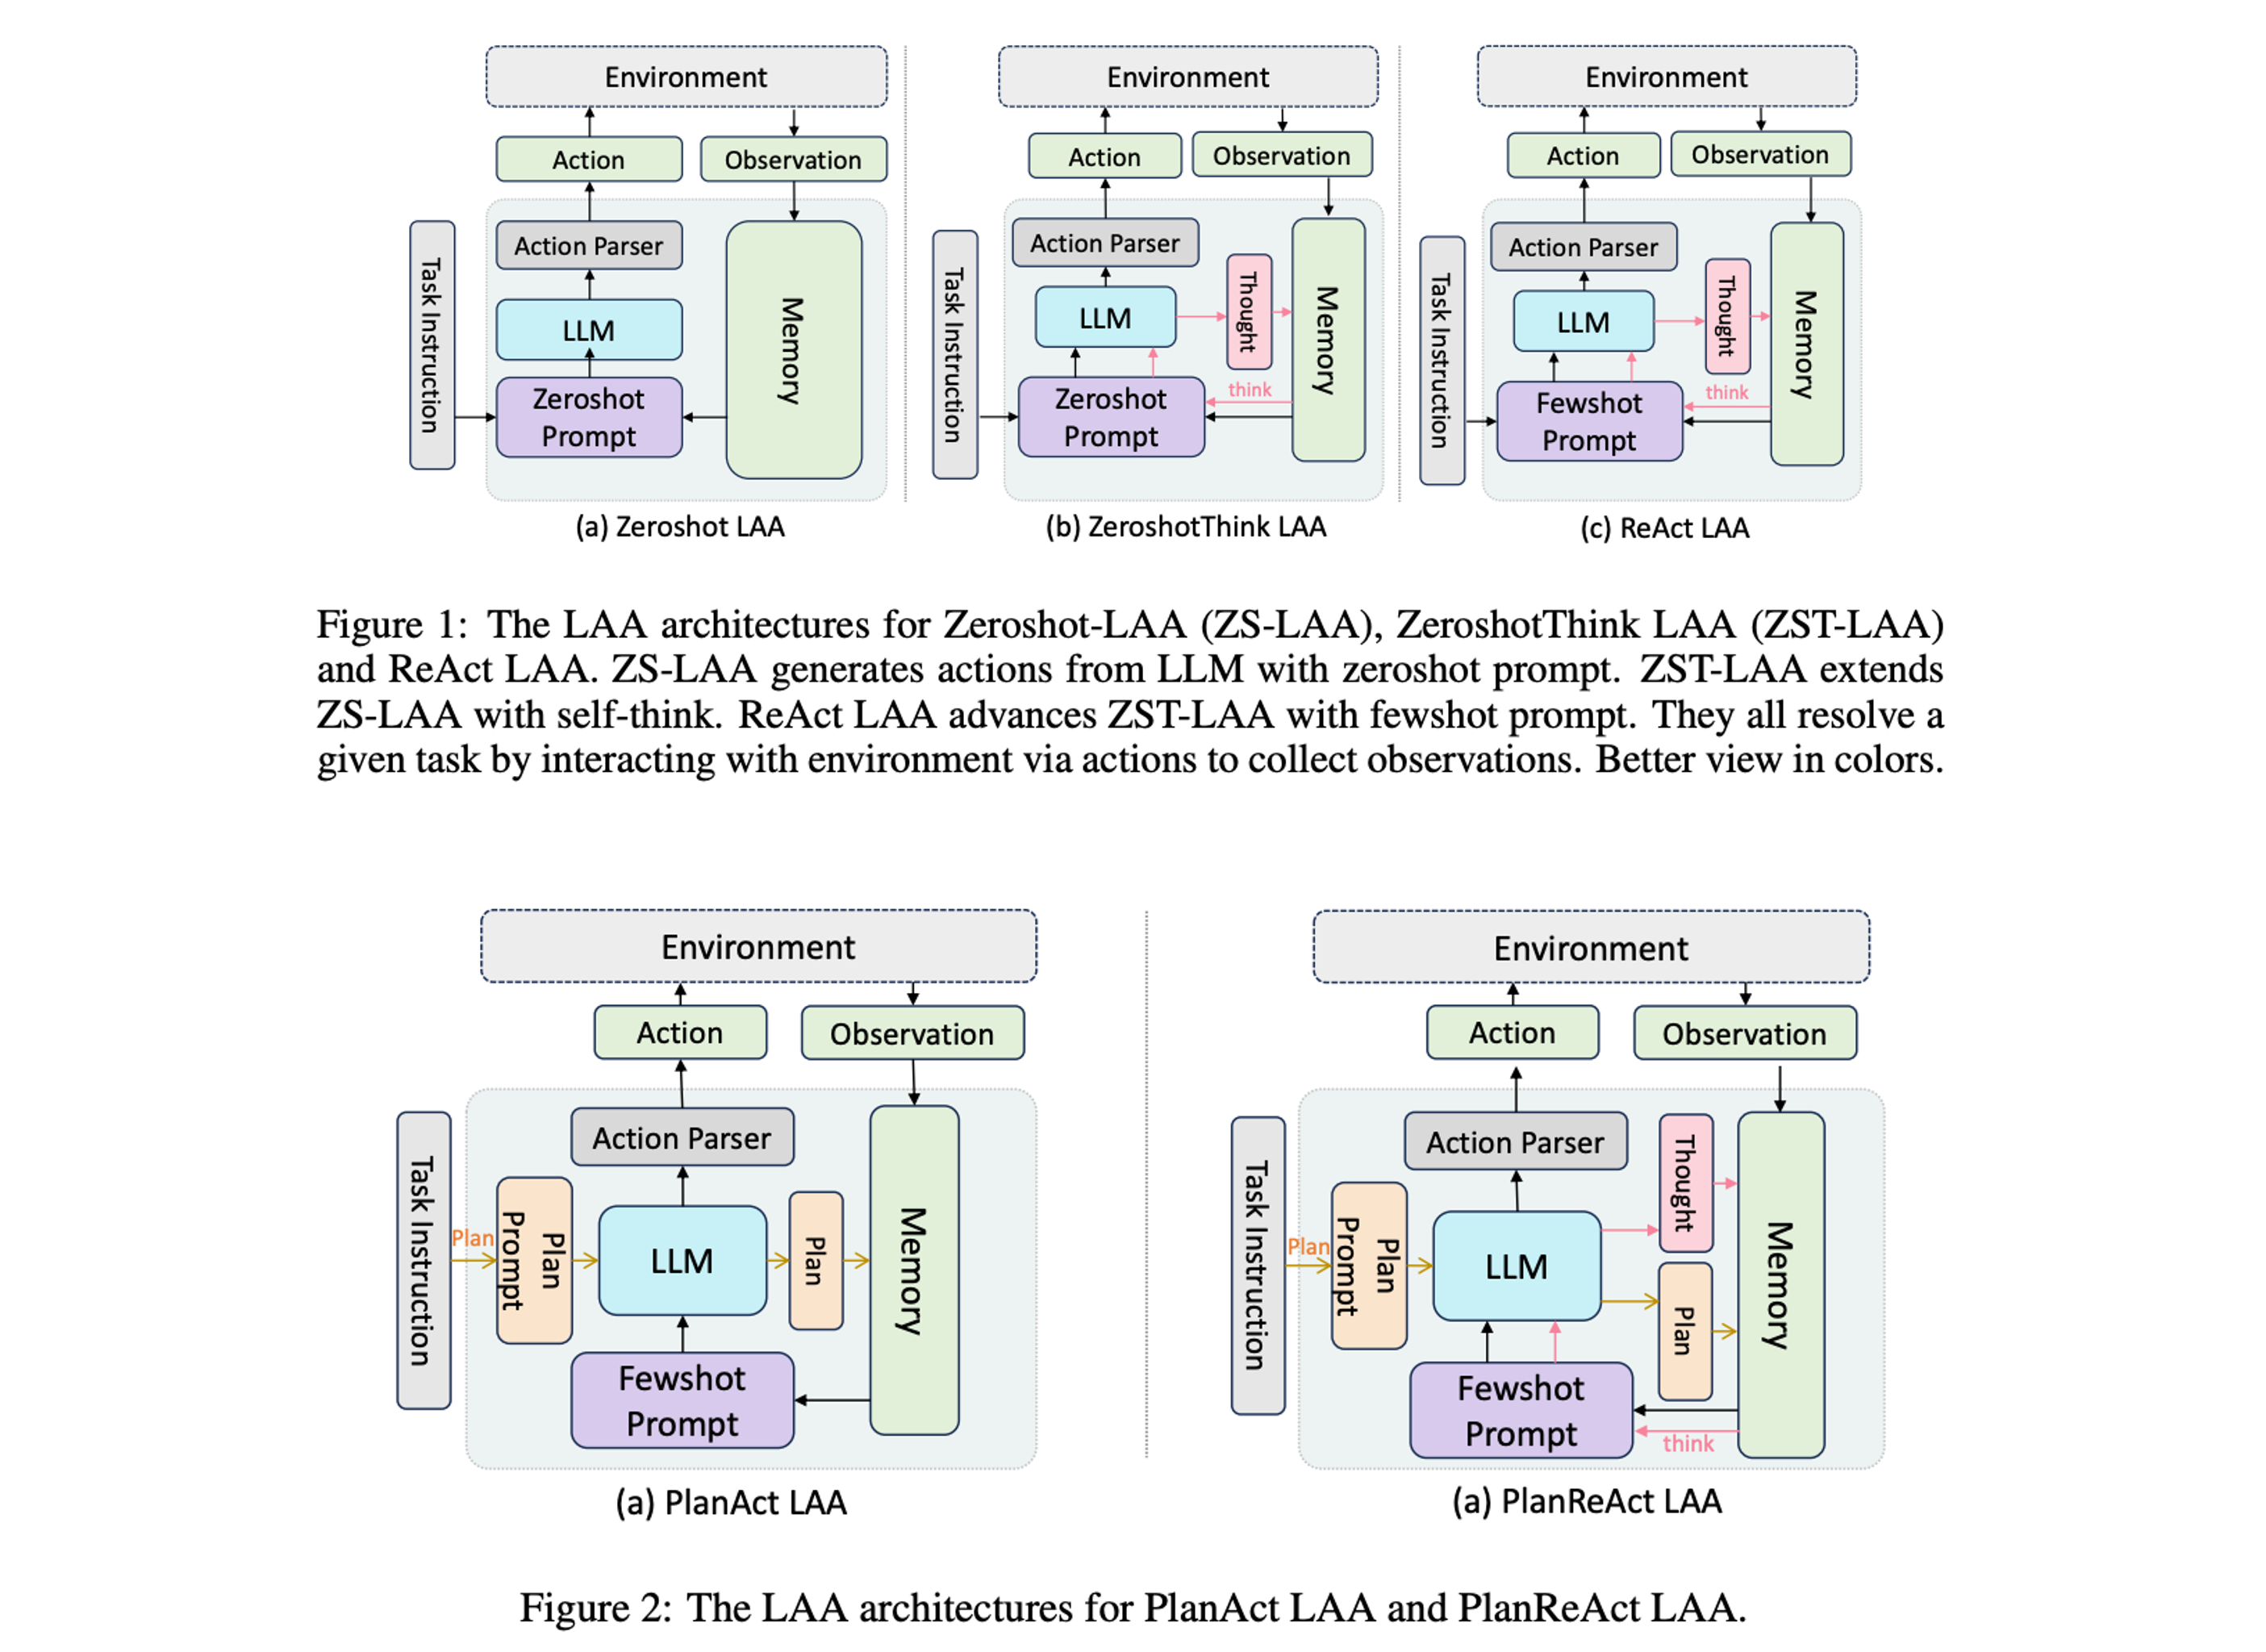 Environment
Action
Observation
Action Parser
Task Instruction
LLM
Memory
Zeroshot
Prompt
(a) Zeroshot LAA
Environment
Action
Observation
Action Parser
Task Instruction
LLM
Thought
Memory
think
Zeroshot
Prompt
(b) ZeroshotThink LAA
Environment
Action
Observation
Action Parser
Task Instruction
LLM
Thought
Memory
think
Fewshot
Prompt
(c) ReAct LAA
Figure 1: The LAA architectures for Zeroshot-LAA (ZS-LAA), ZeroshotThink LAA (ZST-LAA)
and ReAct LAA. ZS-LAA generates actions from LLM with zeroshot prompt. ZST-LAA extends
ZS-LAA with self-think. ReAct LAA advances ZST-LAA with fewshot prompt. They all resolve a
given task by interacting with environment via actions to collect observations. Better view in colors.
Environment
Action
Observation
Action Parser
Task Instruction
Plan
Plan
Prompt
LLM
Plan
Memory
Fewshot
Prompt
(a) PlanAct LAA
Environment
Action
Observation
Action Parser
Task Instruction
Plan
Plan
Prompt
LLM
Thought
Plan
Memory
Fewshot
Prompt
think
(a) PlanReAct LAA
Figure 2: The LAA architectures for PlanAct LAA and PlanReAct LAA.